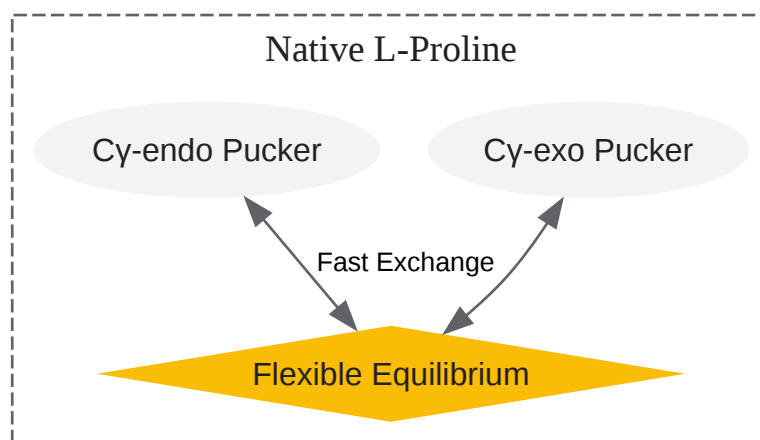 Native L-Proline
Cγ-endo Pucker
Cγ-exo Pucker
Fast Exchange
Flexible Equilibrium